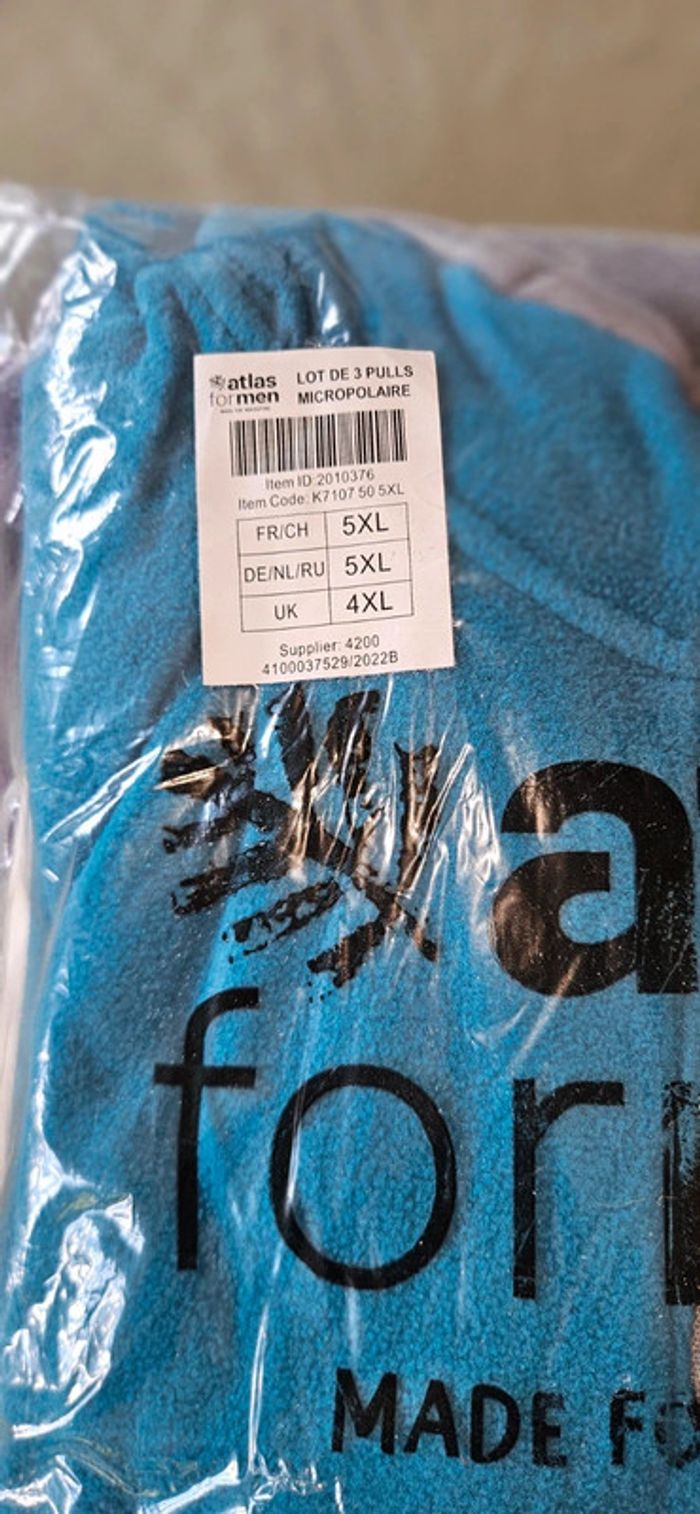 atlas
for men
LOT DE 3 PULLS
MICROPOLAIRE
Item ID:2010376
Item Code: K7107 50 5XL
FR/CH 5XL
DE/NL/RU 5XL
UK 4XL
Supplier: 4200
4100037529/2022B
a
for
MADE FO